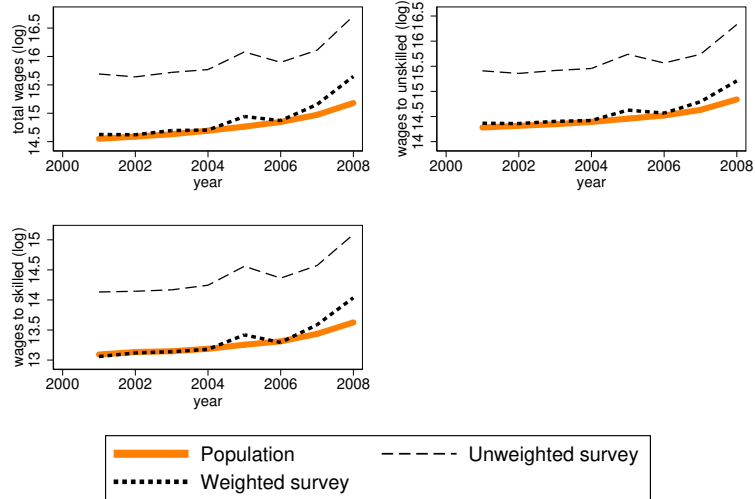 total wages (log)
14.5 15 15.5 16 16.5
2000 2002 2004 2006 2008
year
wages to unskilled (log)
14 14.5 15 15.5 16 16.5
2000 2002 2004 2006 2008
year
wages to skilled (log)
13 13.5 14 14.5 15
2000 2002 2004 2006 2008
year
Population
Unweighted survey
Weighted survey